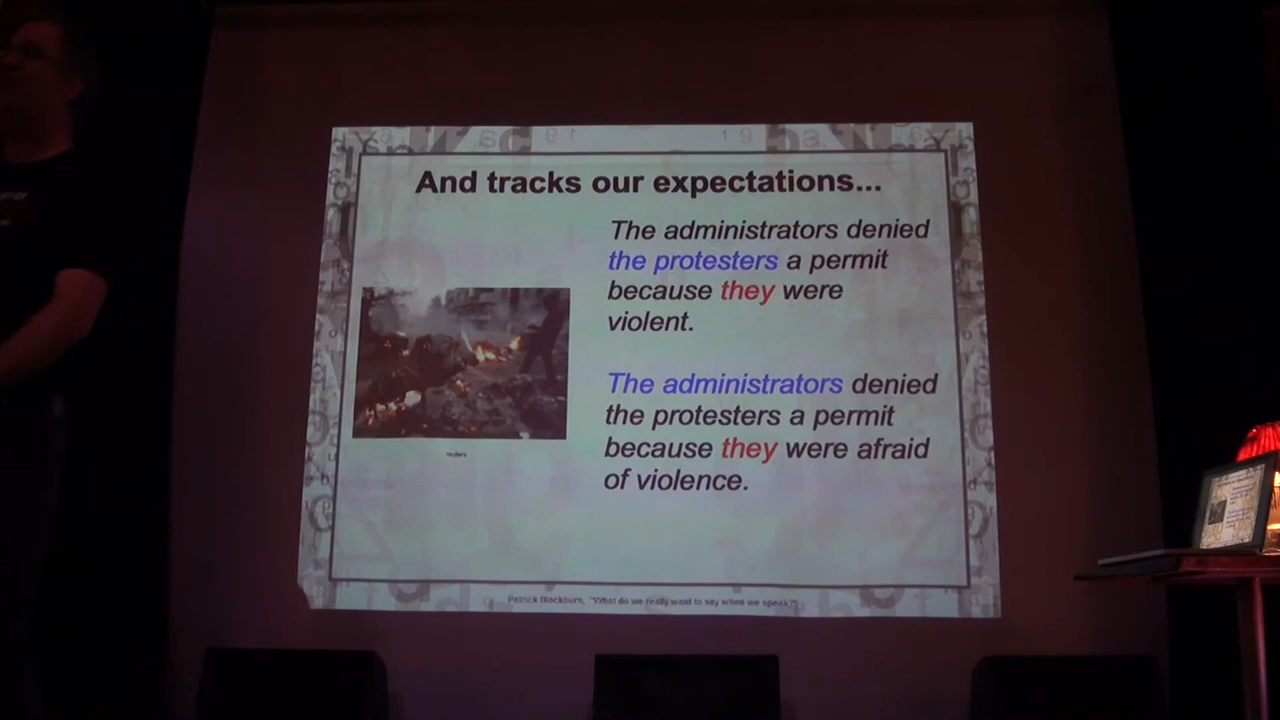 And tracks our expectations...
The administrators denied
the protesters a permit
because they were
violent.
The administrators denied
the protesters a permit
because they were afraid
of violence.
Patrick Blackburn, "What do we really want to say when we speak?"